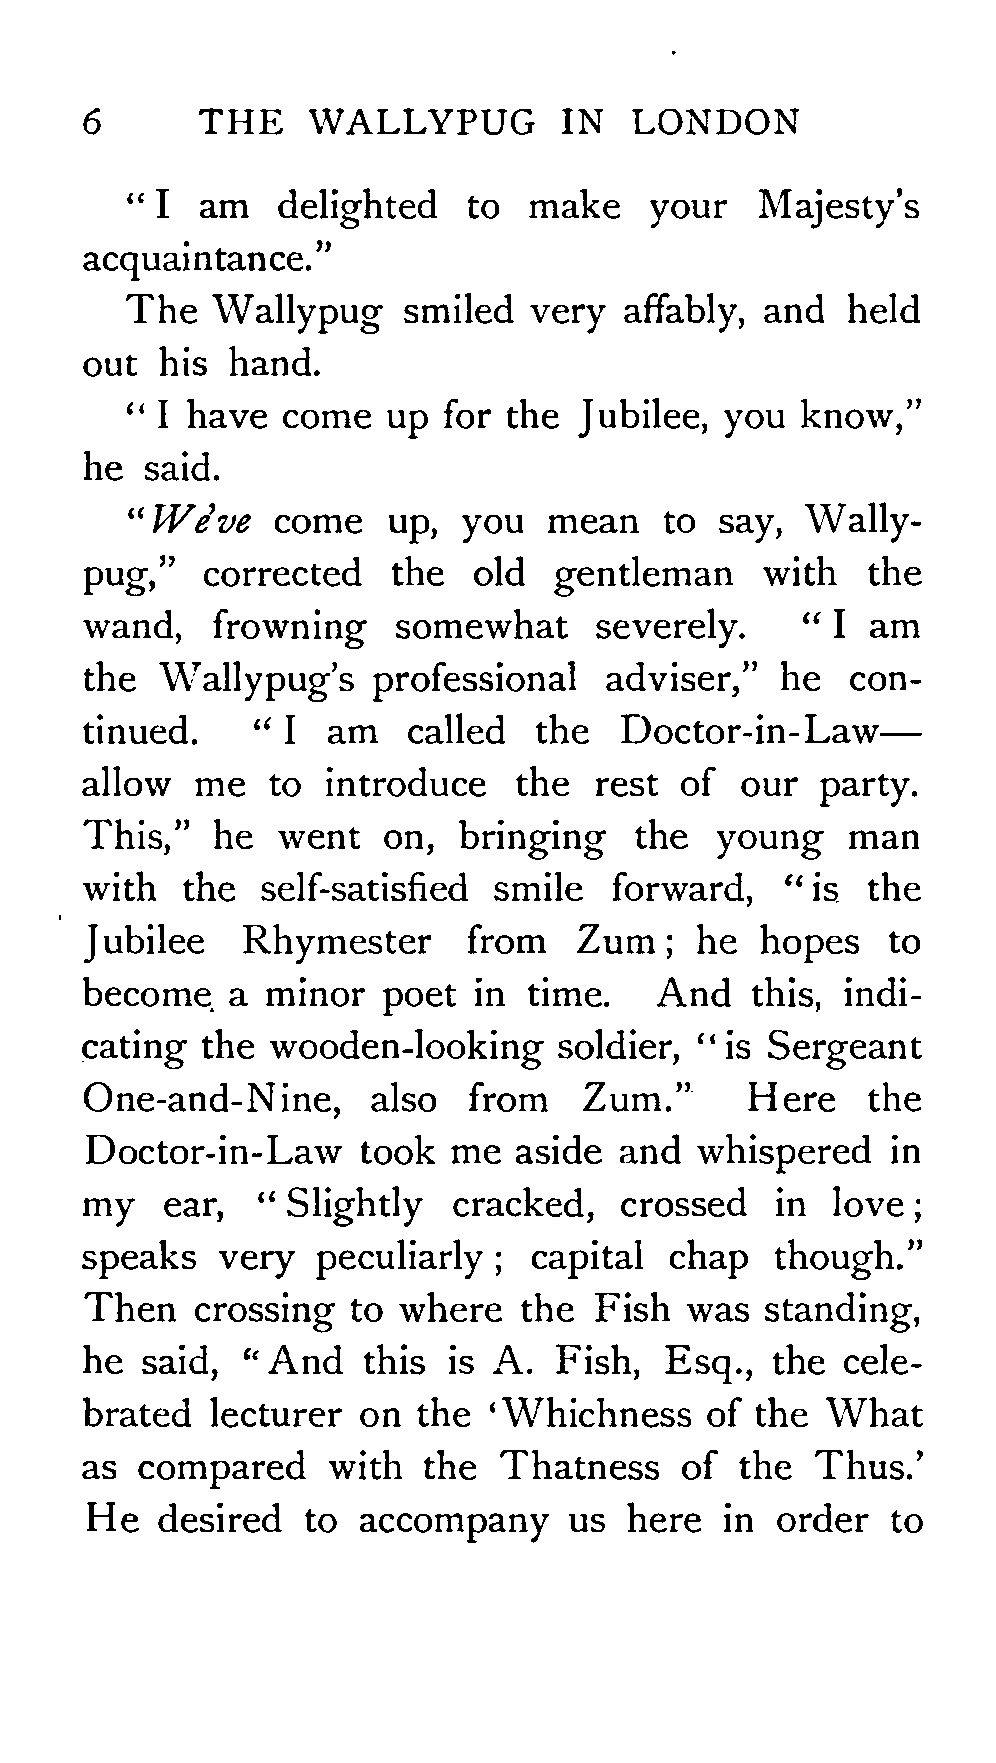 6 THE WALLYPUG IN LONDON
“ I am delighted to make your Majesty’s
acquaintance.”
The Wallypug smiled very affably, and held
out his hand.
“ I have come up for the Jubilee, you know,”
he said.
“ We’ve come up, you mean to say, Wally-
pug,” corrected the old gentleman with the
wand, frowning somewhat severely. “ I am
the Wallypug’s professional adviser,” he con-
tinued. “ I am called the Doctor-in-Law—
allow me to introduce the rest of our party.
This,” he went on, bringing the young man
with the self-satisfied smile forward, “ is the
Jubilee Rhymester from Zum ; he hopes to
become a minor poet in time. And this, indi-
cating the wooden-looking soldier, “ is Sergeant
One-and-Nine, also from Zum.” Here the
Doctor-in-Law took me aside and whispered in
my ear, “ Slightly cracked, crossed in love ;
speaks very peculiarly ; capital chap though.”
Then crossing to where the Fish was standing,
he said, “ And this is A. Fish, Esq., the cele-
brated lecturer on the ‘Whichness of the What
as compared with the Thatness of the Thus.’
He desired to accompany us here in order to